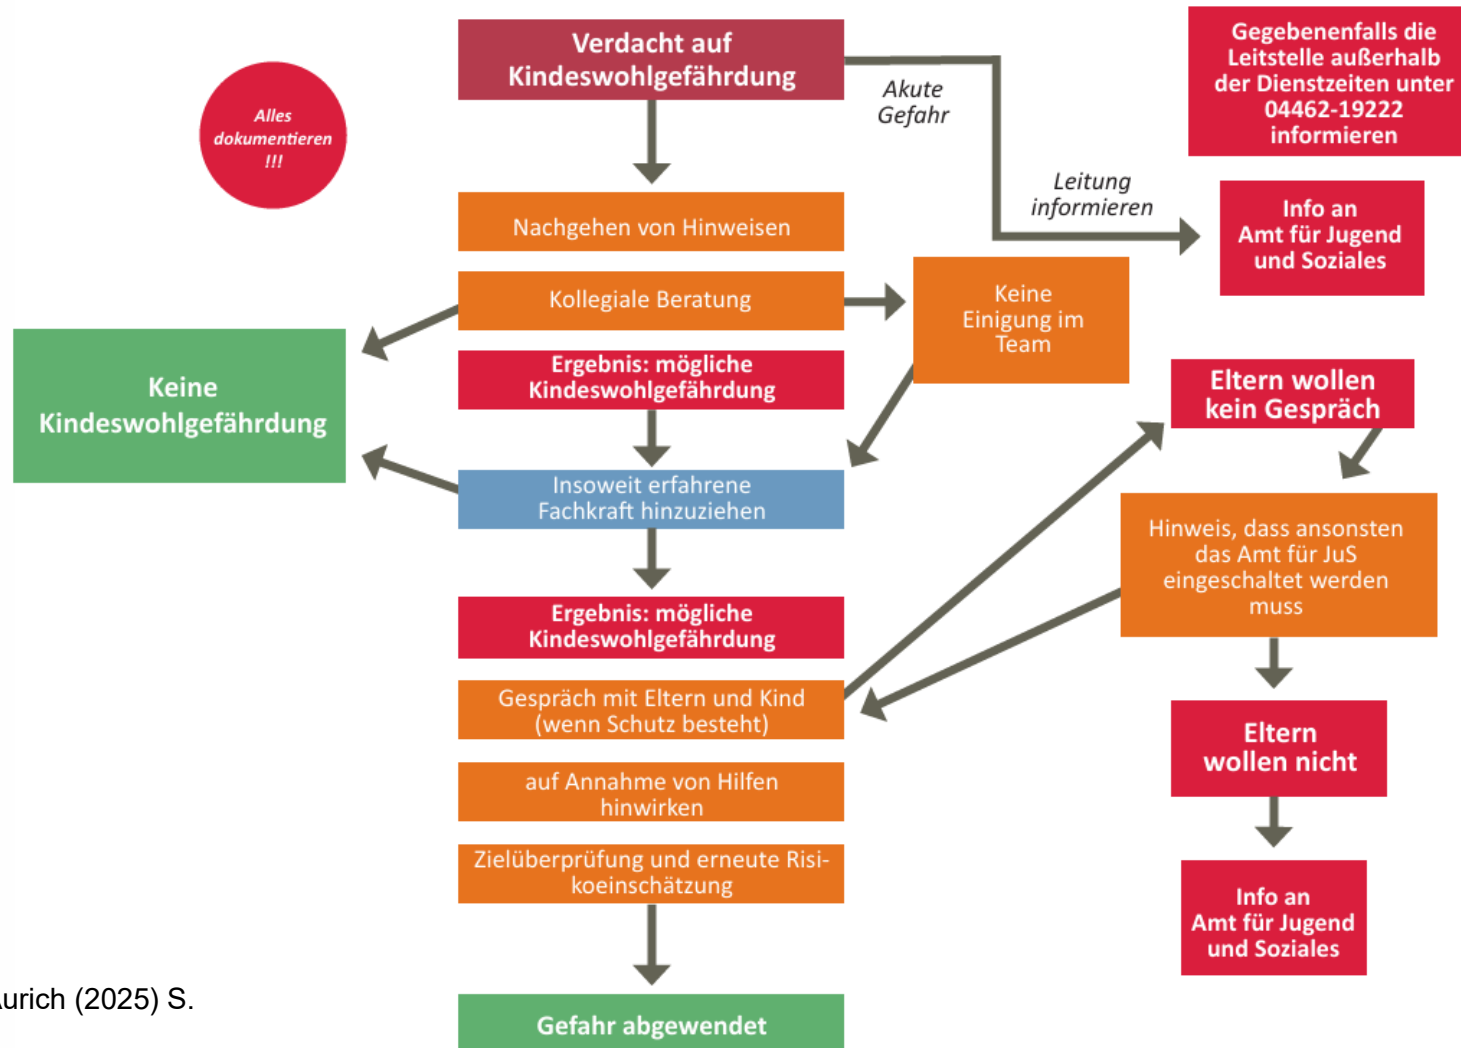 Verdacht auf
Kindeswohlgefährdung
Gegebenenfalls die
Leitstelle außerhalb
der Dienstzeiten unter
04462-19222
informieren
Alles
dokumentieren
!!!
Akute
Gefahr
Leitung
informieren
Info an
Amt für Jugend
und Soziales
Nachgehen von Hinweisen
Kollegiale Beratung
Keine
Einigung im
Team
Keine
Kindeswohlgefährdung
Ergebnis: mögliche
Kindeswohlgefährdung
Eltern wollen
kein Gespräch
Insoweit erfahrene
Fachkraft hinzuziehen
Hinweis, dass ansonsten
das Amt für JuS
eingeschaltet werden
muss
Ergebnis: mögliche
Kindeswohlgefährdung
Gespräch mit Eltern und Kind
(wenn Schutz besteht)
Eltern
wollen nicht
auf Annahme von Hilfen
hinwirken
Zielüberprüfung und erneute Risi-
koeinschätzung
Info an
Amt für Jugend
und Soziales
Gefahr abgewendet
Aurich (2025) S.